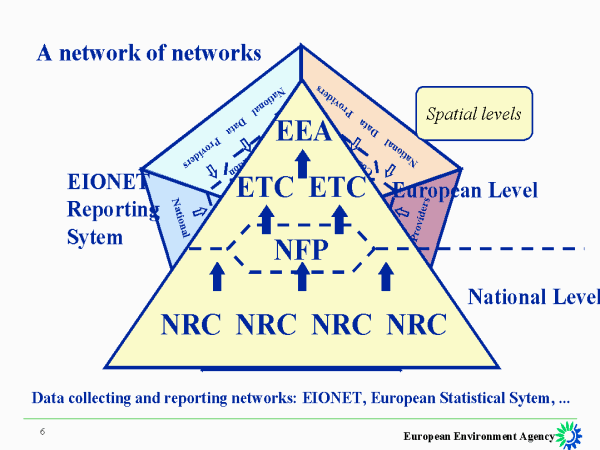 A network of networks
Spatial levels
National Data Providers
National Data Providers
EEA
EIONET
Reporting
Sytem
National
Providers
ETC ETC
European Level
NFP
National Level
NRC NRC NRC NRC
Data collecting and reporting networks: EIONET, European Statistical Sytem, ...
6
European Environment Agency